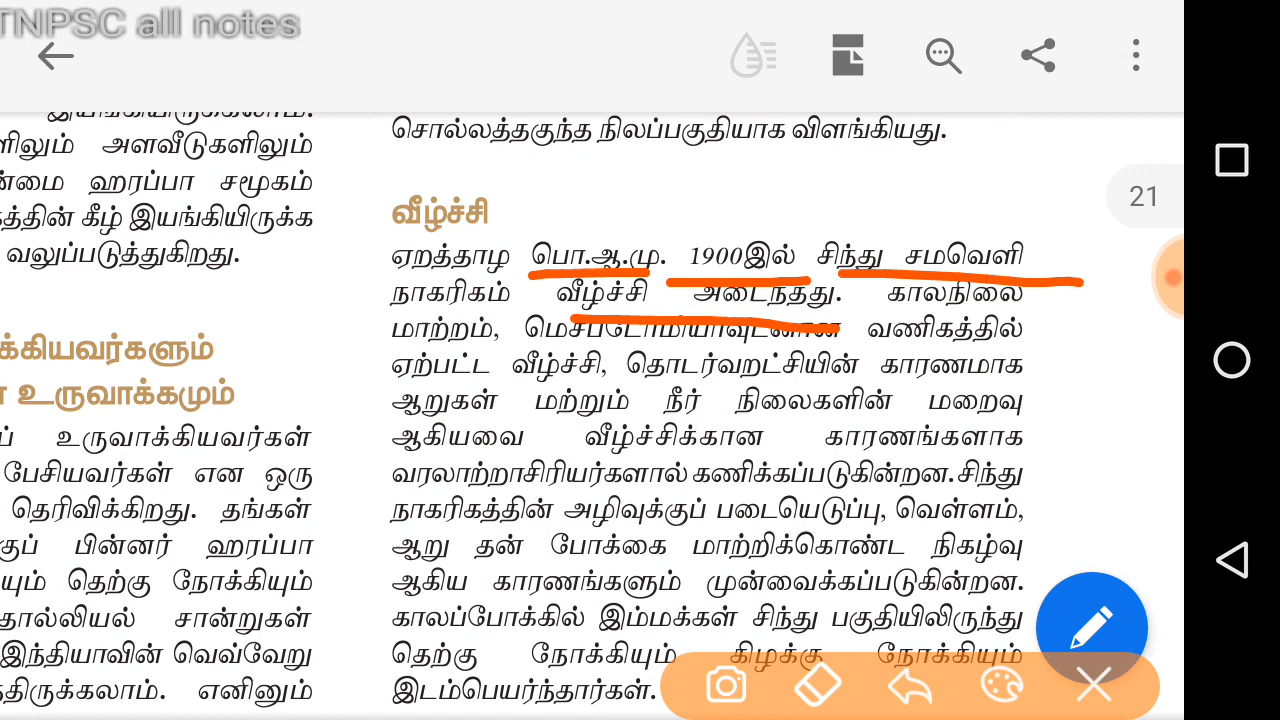 TNPSC all notes
21
இயங்கியிருக்கலாம்.
அளவீடுகளிலும்
ஹரப்பா சமூகம்
கீழ் இயங்கியிருக்க
வலுப்படுத்துகிறது.
உருவாக்கமும்
உருவாக்கியவர்கள்
பேசியவர்கள் என ஒரு
தெரிவிக்கிறது. தங்கள்
பின்னர் ஹரப்பா
தெற்கு நோக்கியும்
சான்றுகள்
இந்தியாவின் வெவ்வேறு
எனினும்
சொல்லத்தகுந்த நிலப்பகுதியாக விளங்கியது.
வீழ்ச்சி
ஏறத்தாழ பொ.ஆ.மு. 1900இல் சிந்து சமவெளி
நாகரிகம் வீழ்ச்சி அடைந்தது. காலநிலை
மாற்றம், மெசபடோமியாவுடனான வணிகத்தில்
ஏற்பட்ட வீழ்ச்சி, தொடர்வறட்சியின் காரணமாக
ஆறுகள் மற்றும் நீர் நிலைகளின் மறைவு
ஆகியவை வீழ்ச்சிக்கான காரணங்களாக
வரலாற்றாசிரியர்களால் கணிக்கப்படுகின்றன. சிந்து
நாகரிகத்தின் அழிவுக்குப் படையெடுப்பு, வெள்ளம்,
ஆறு தன் போக்கை மாற்றிக்கொண்ட நிகழ்வு
ஆகிய காரணங்களும் முன்வைக்கப்படுகின்றன.
காலப்போக்கில் இம்மக்கள் சிந்து பகுதியிலிருந்து
தெற்கு நோக்கியும் கிழக்கு நோக்கியும்
இடம்பெயர்ந்தார்கள்.